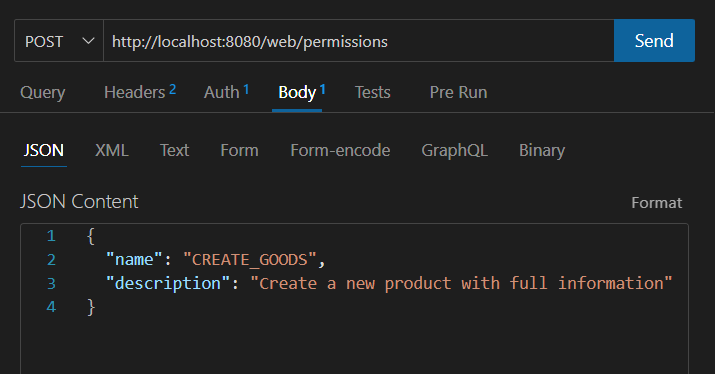 POST http://localhost:8080/web/permissions Send
Query Headers 2 Auth 1 Body 1 Tests Pre Run
JSON XML Text Form Form-encode GraphQL Binary
JSON Content Format
1 {
2 "name": "CREATE_GOODS",
3 "description": "Create a new product with full information"
4 }